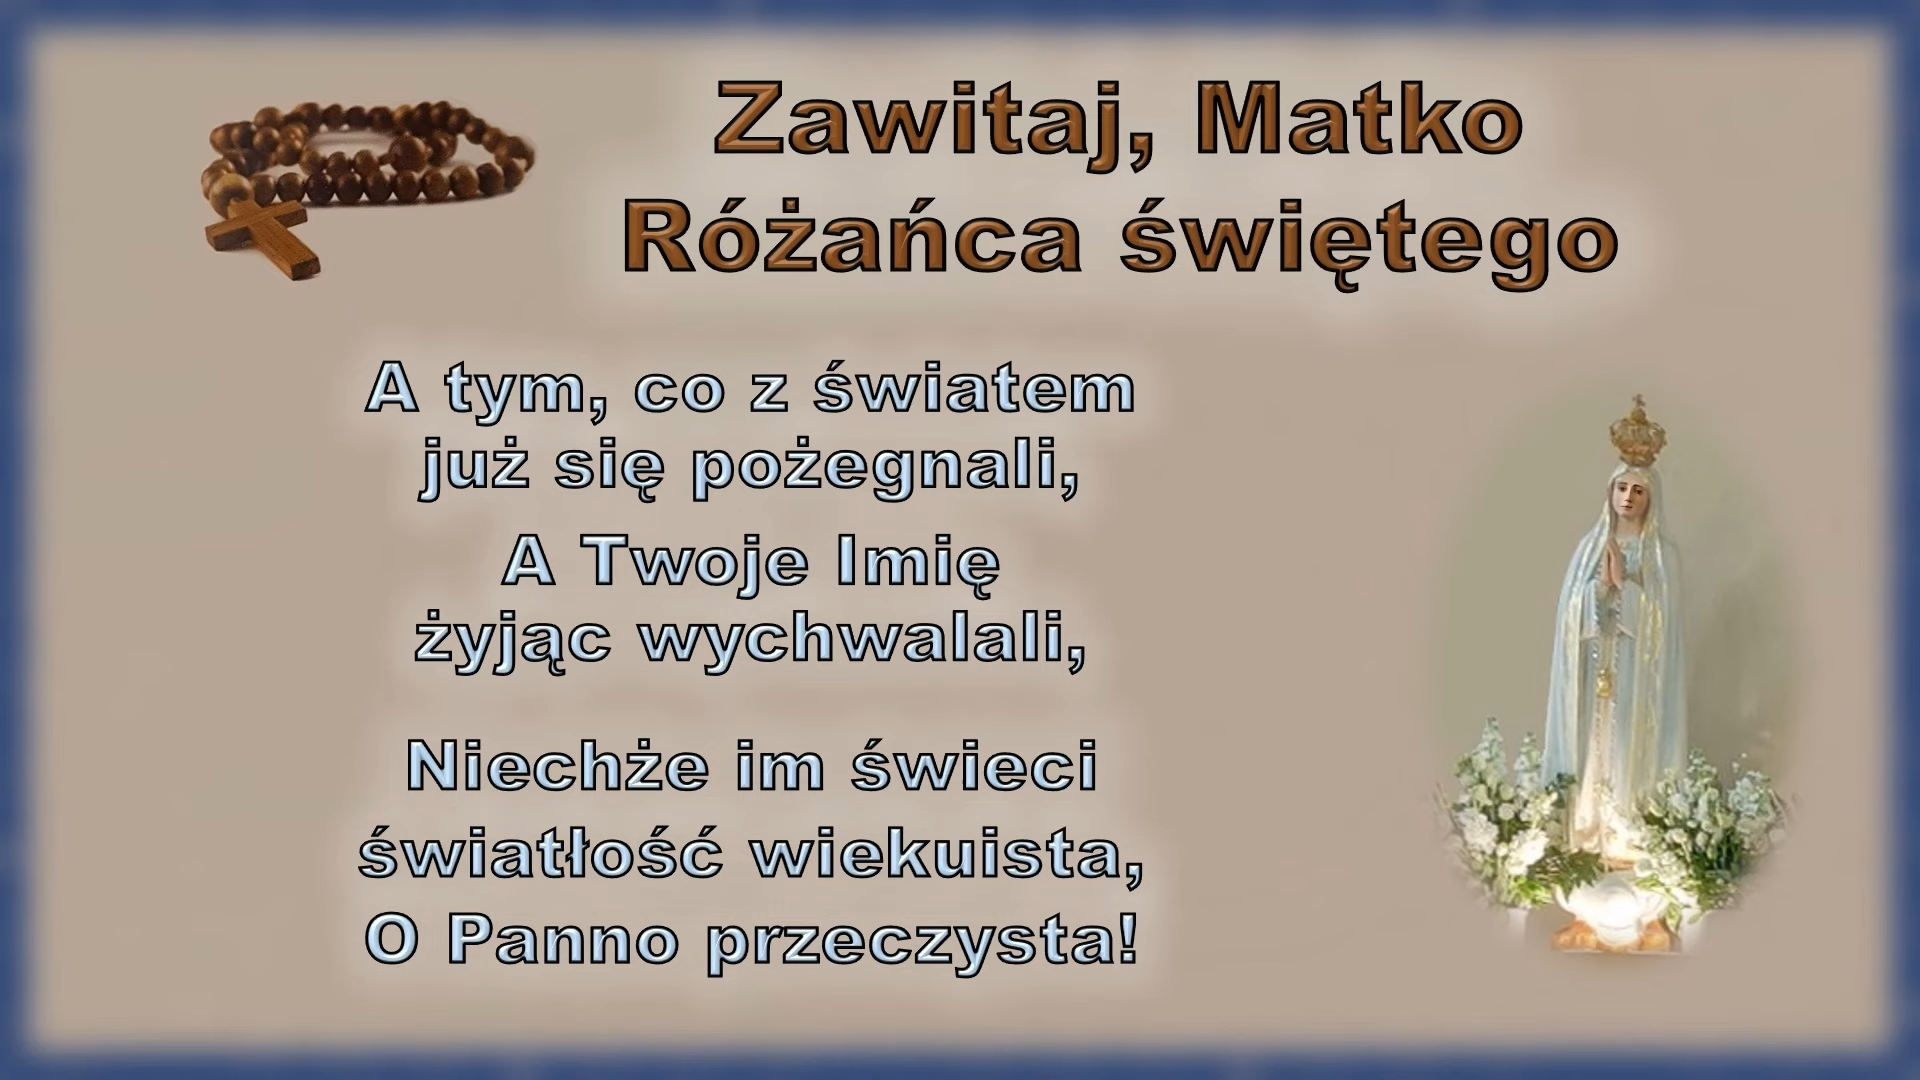 Zawitaj, Matko
Różańca świętego
A tym, co z światem
już się pożegnali,
A Twoje Imię
żyjąc wychwalali,
Niechże im świeci
światłość wiekuista,
O Panno przeczysta!